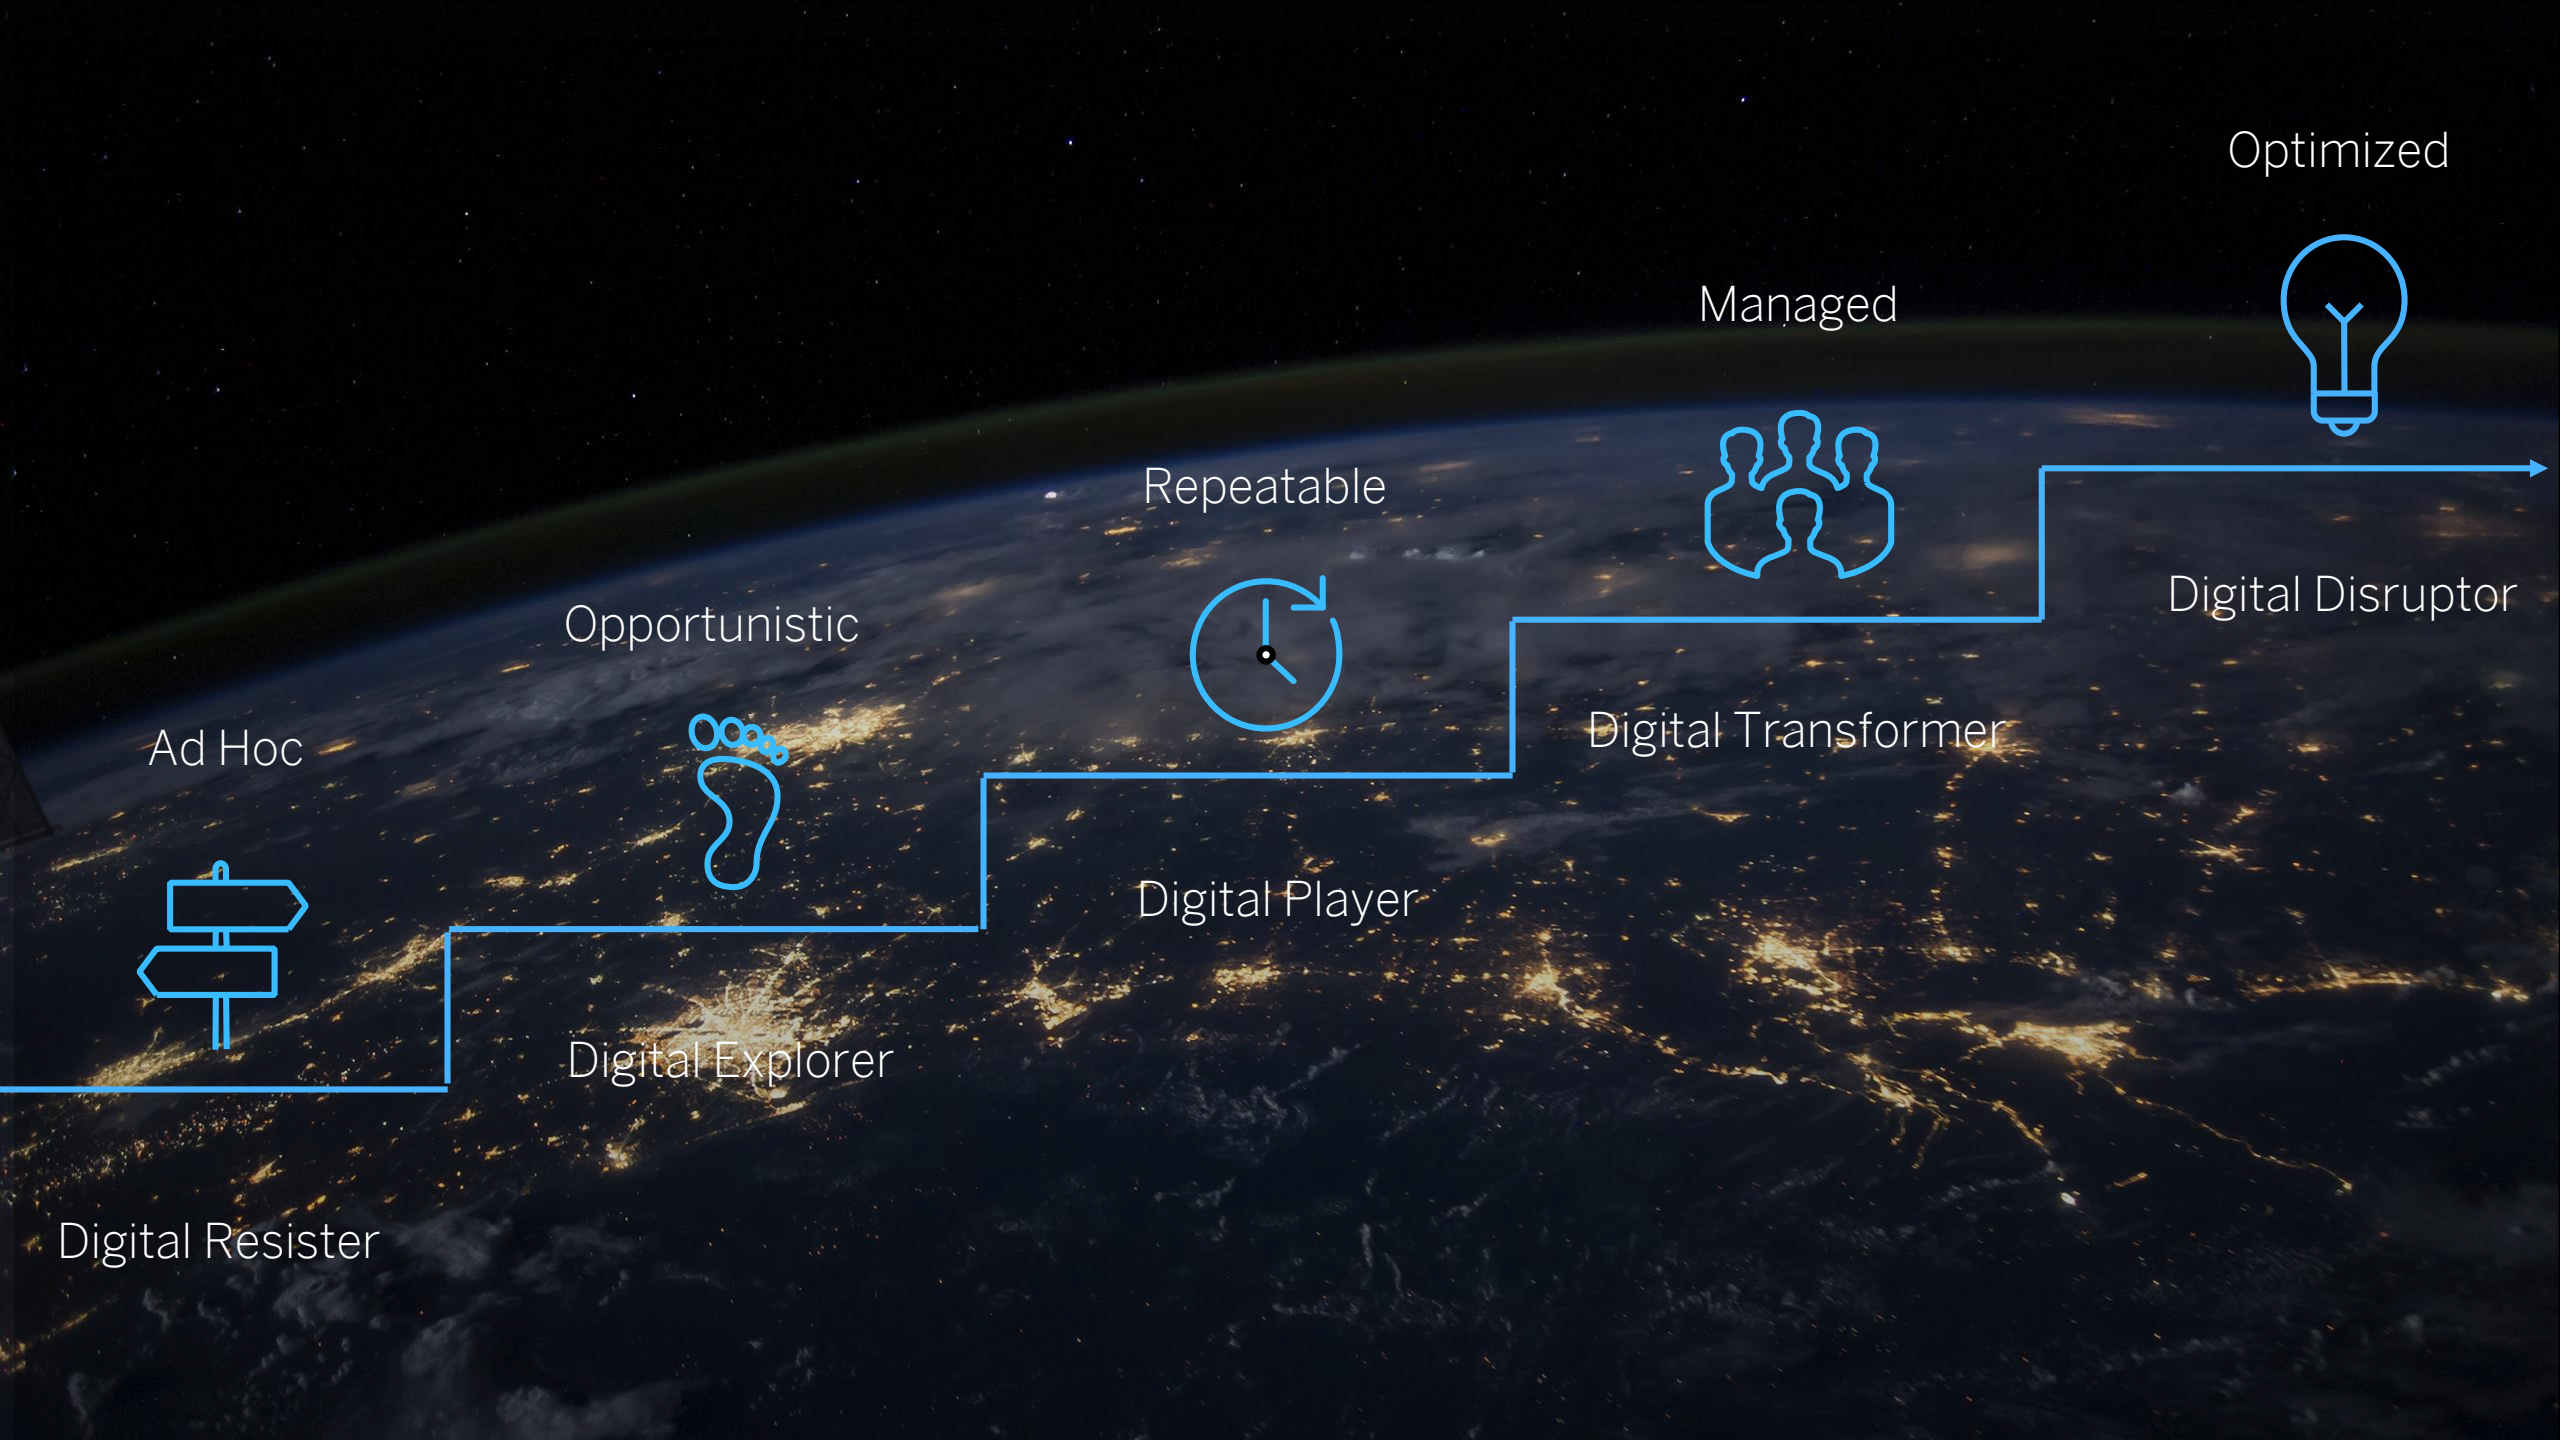 Optimized
Managed
Repeatable
Digital Disruptor
Opportunistic
Digital Transformer
Ad Hoc
Digital Player
Digital Explorer
Digital Resister